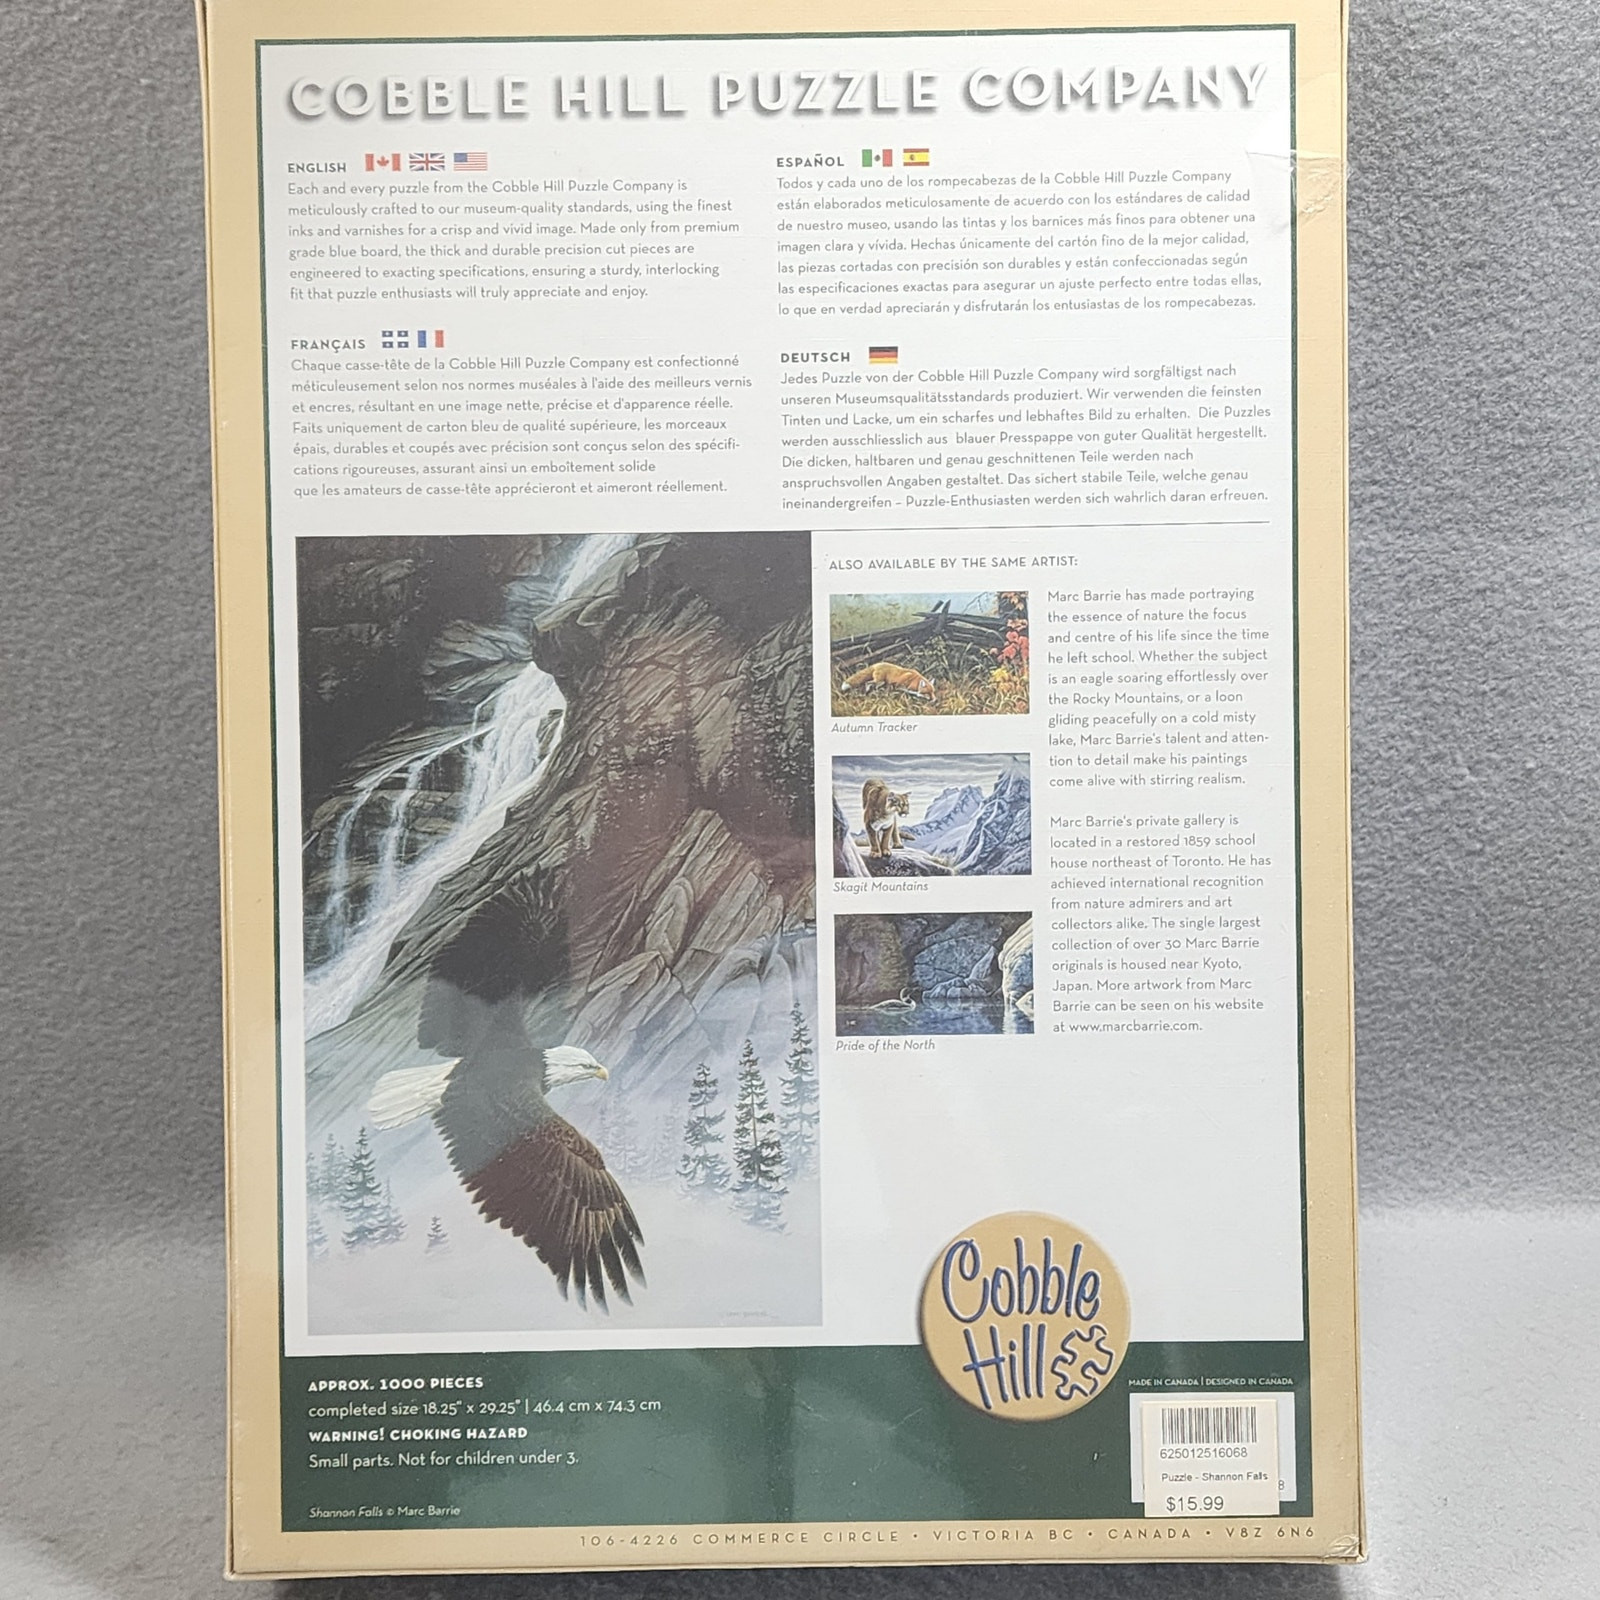 COBBLE HILL PUZZLE COMPANY
ENGLISH
Each and every puzzle from the Cobble Hill Puzzle Company is
meticulously crafted to our museum-quality standards, using the finest
inks and varnishes for a crisp and vivid image. Made only from premium
grade blue board, the thick and durable precision cut pieces are
engineered to exacting specifications, ensuring a sturdy, interlocking
fit that puzzle enthusiasts will truly appreciate and enjoy.
FRANÇAIS
Chaque casse-tête de la Cobble Hill Puzzle Company est confectionné
méticuleusement selon nos normes muséales à l'aide des meilleurs vernis
et encres, résultant en une image nette, précise et d'apparence réelle.
Faits uniquement de carton bleu de qualité supérieure, les morceaux
épais, durables et coupés avec précision sont conçus selon des spécifi-
cations rigoureuses, assurant ainsi un emboîtement solide
que les amateurs de casse-tête apprécieront et aimeront réellement.
ESPAÑOL
Todos y cada uno de los rompecabezas de la Cobble Hill Puzzle Company
están elaborados meticulosamente de acuerdo con los estándares de calidad
de nuestro museo, usando las tintas y los barnices más finos para obtener una
imagen clara y vívida. Hechas únicamente del cartón fino de la mejor calidad,
las piezas cortadas con precisión son durables y están confeccionadas según
las especificaciones exactas para asegurar un ajuste perfecto entre todas ellas,
lo que en verdad apreciarán y disfrutarán los entusiastas de los rompecabezas.
DEUTSCH
Jedes Puzzle von der Cobble Hill Puzzle Company wird sorgfältigst nach
unseren Museumsqualitätsstandards produziert. Wir verwenden die feinsten
Tinten und Lacke, um ein scharfes und lebhaftes Bild zu erhalten. Die Puzzles
werden ausschliesslich aus blauer Presspappe von guter Qualität hergestellt.
Die dicken, haltbaren und genau geschnittenen Teile werden nach
anspruchsvollen Angaben gestaltet. Das sichert stabile Teile, welche genau
ineinandergreifen – Puzzle-Enthusiasten werden sich wahrlich daran erfreuen.
ALSO AVAILABLE BY THE SAME ARTIST:
Autumn Tracker
Skagit Mountains
Pride of the North
Marc Barrie has made portraying
the essence of nature the focus
and centre of his life since the time
he left school. Whether the subject
is an eagle soaring effortlessly over
the Rocky Mountains, or a loon
gliding peacefully on a cold misty
lake, Marc Barrie's talent and atten-
tion to detail make his paintings
come alive with stirring realism.
Marc Barrie's private gallery is
located in a restored 1859 school
house northeast of Toronto. He has
achieved international recognition
from nature admirers and art
collectors alike. The single largest
collection of over 30 Marc Barrie
originals is housed near Kyoto,
Japan. More artwork from Marc
Barrie can be seen on his website
at www.marcbarrie.com.
Cobble
Hill
APPROX. 1000 PIECES
completed size 18.25" x 29.25" | 46.4 cm x 74.3 cm
WARNING! CHOKING HAZARD
Small parts. Not for children under 3.
Shannon Falls © Marc Barrie
MADE IN CANADA | DESIGNED IN CANADA
625012516068
Puzzle - Shannon Falls
8
$15.99
106-4226 COMMERCE CIRCLE • VICTORIA BC • CANADA • V8Z 6N6